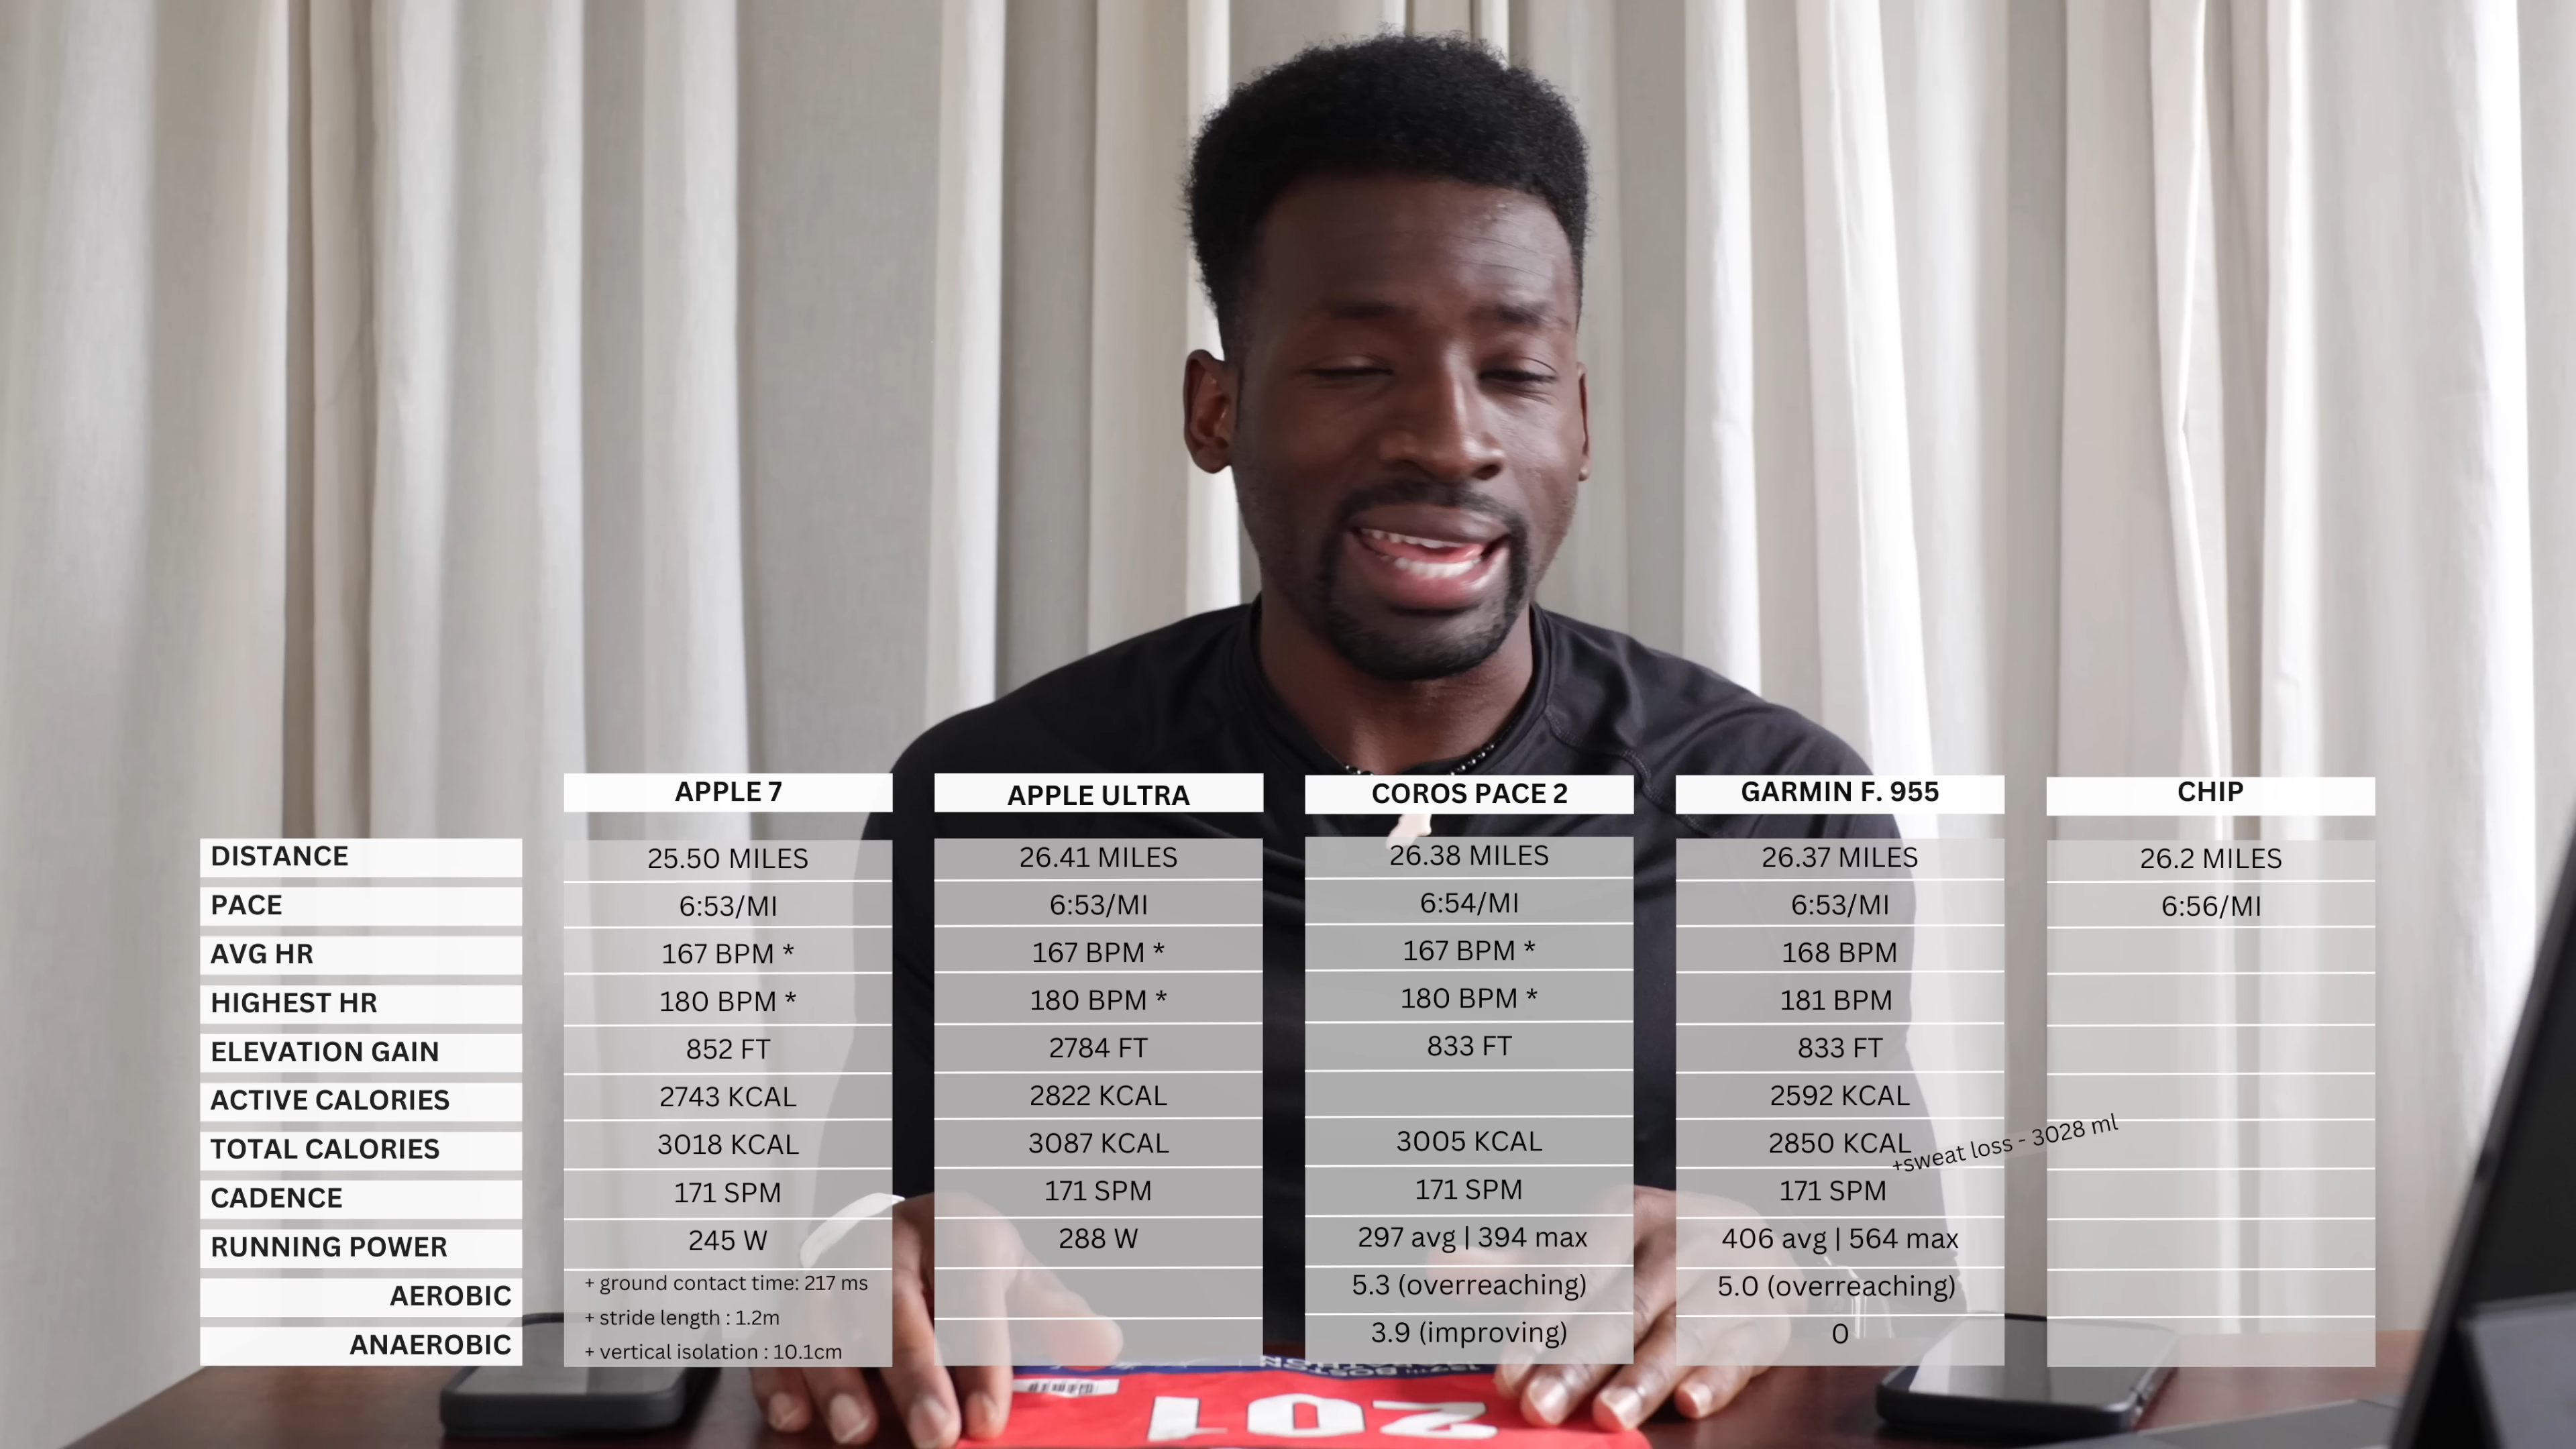 APPLE 7 APPLE ULTRA COROS PACE 2 GARMIN F. 955 CHIP
DISTANCE 25.50 MILES 26.41 MILES 26.38 MILES 26.37 MILES 26.2 MILES
PACE 6:53/MI 6:53/MI 6:54/MI 6:53/MI 6:56/MI
AVG HR 167 BPM * 167 BPM * 167 BPM * 168 BPM
HIGHEST HR 180 BPM * 180 BPM * 180 BPM * 181 BPM
ELEVATION GAIN 852 FT 2784 FT 833 FT 833 FT
ACTIVE CALORIES 2743 KCAL 2822 KCAL 2592 KCAL
TOTAL CALORIES 3018 KCAL 3087 KCAL 3005 KCAL 2850 KCAL
+sweat loss - 3028 ml
CADENCE 171 SPM 171 SPM 171 SPM 171 SPM
RUNNING POWER 245 W 288 W 297 avg | 394 max 406 avg | 564 max
AEROBIC + ground contact time: 217 ms 5.3 (overreaching) 5.0 (overreaching)
+ stride length : 1.2m
ANAEROBIC + vertical isolation : 10.1cm 3.9 (improving) 0
201